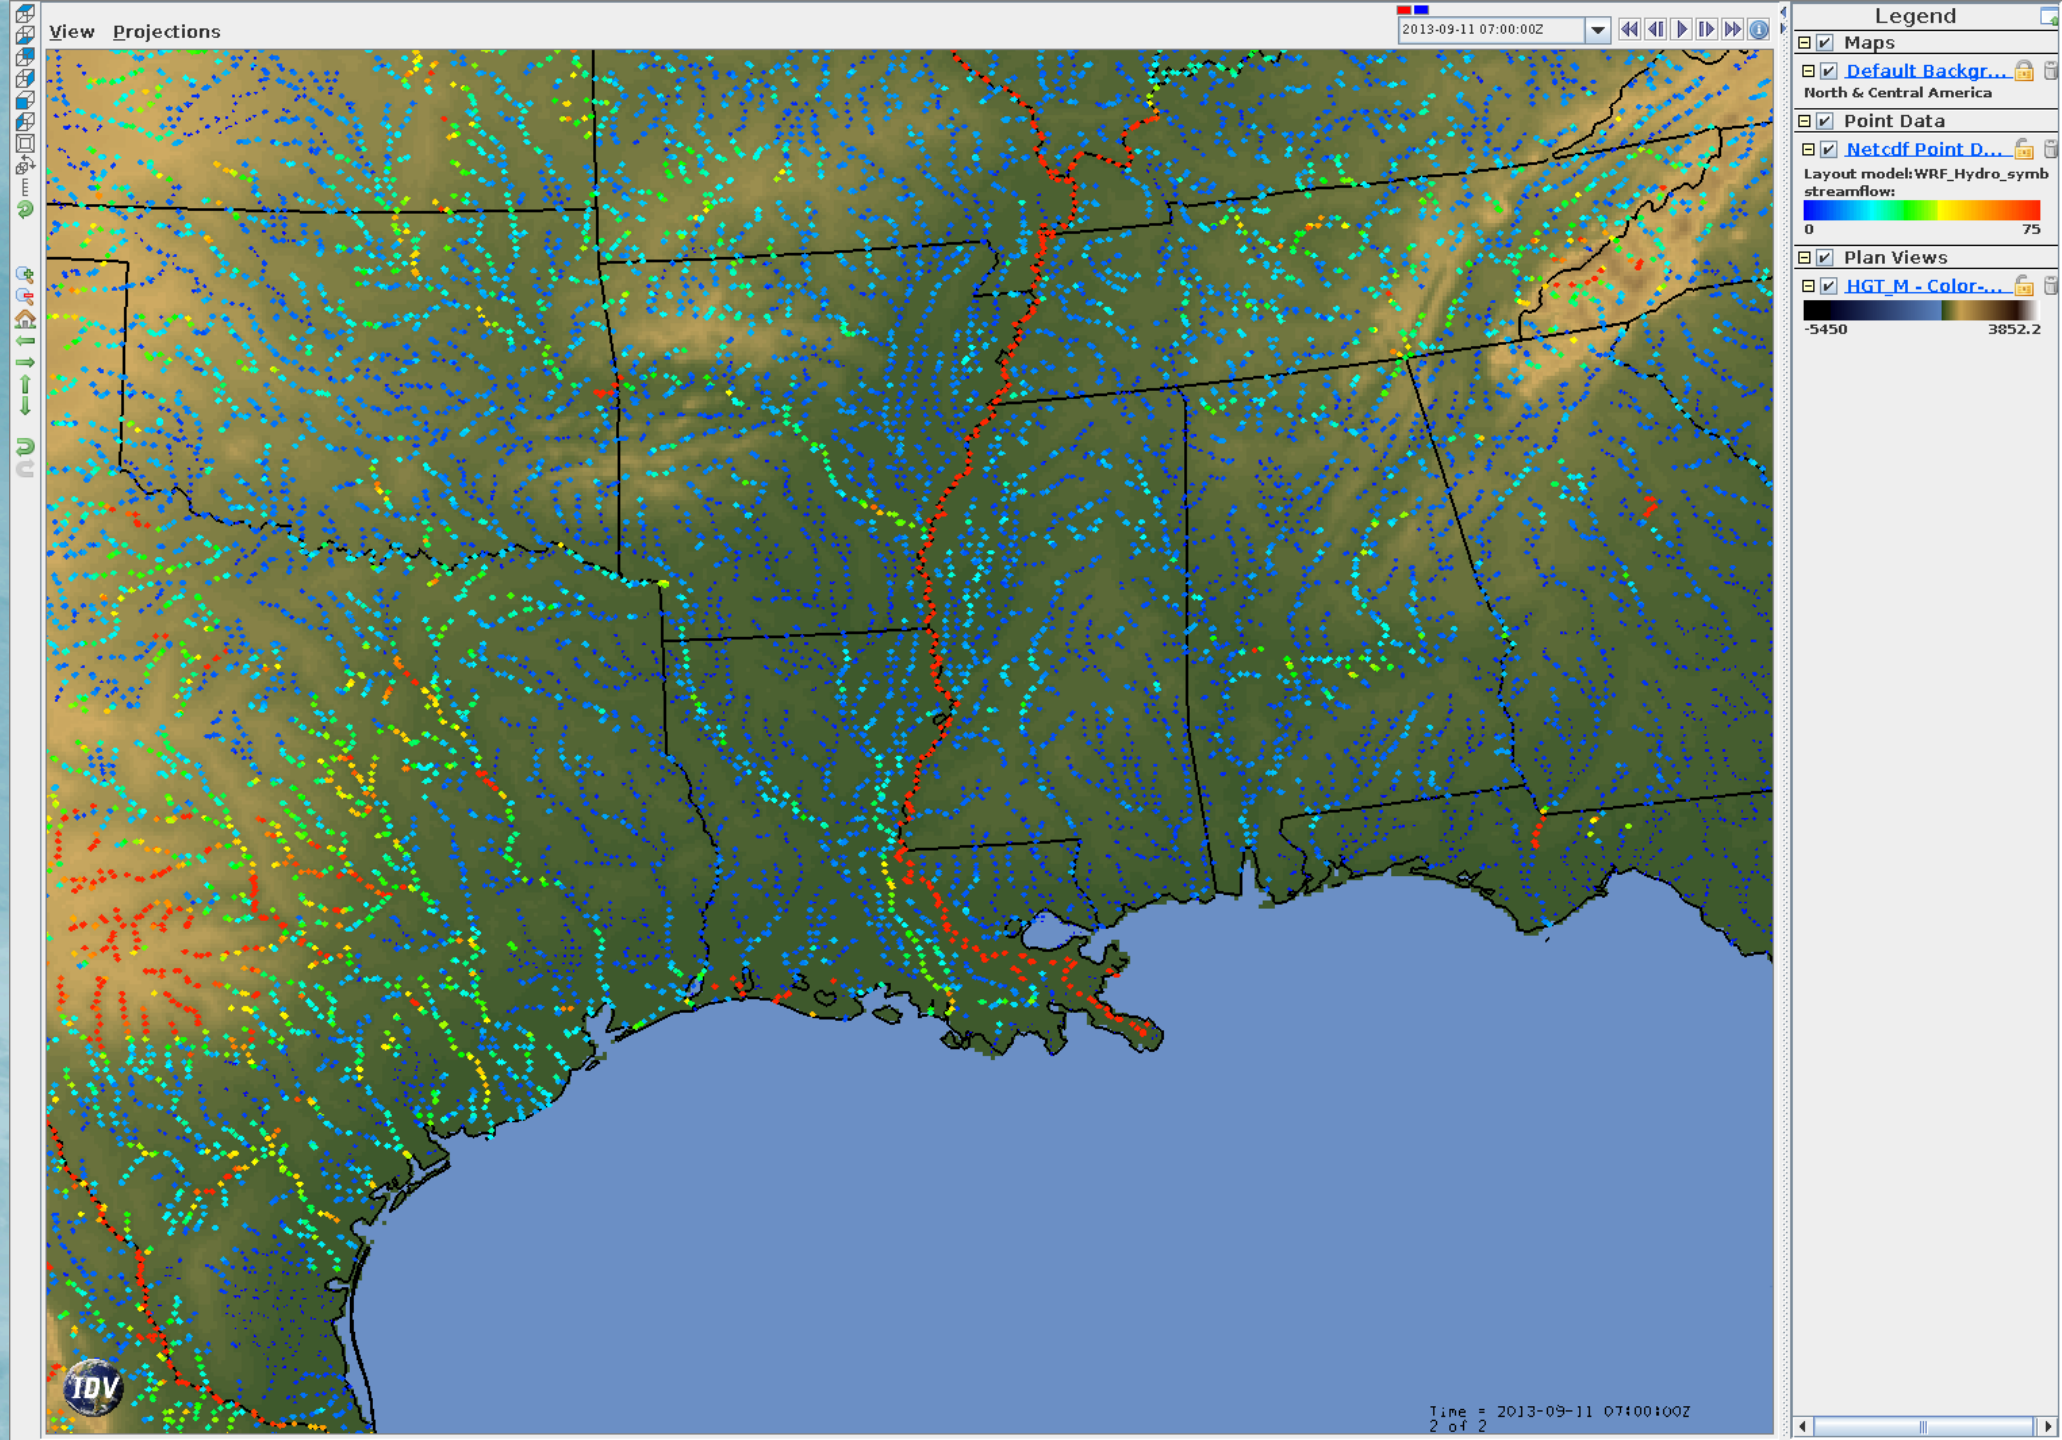 View Projections
2013-09-11 07:00:00Z
Legend
Maps
Default Backgr...
North & Central America
Point Data
Netcdf Point D...
Layout model:WRF_Hydro_symb
streamflow:
0 75
Plan Views
HGT_M - Color-...
-5450 3852.2
IDV
Time = 2013-09-11 07:00:00Z
2 of 2